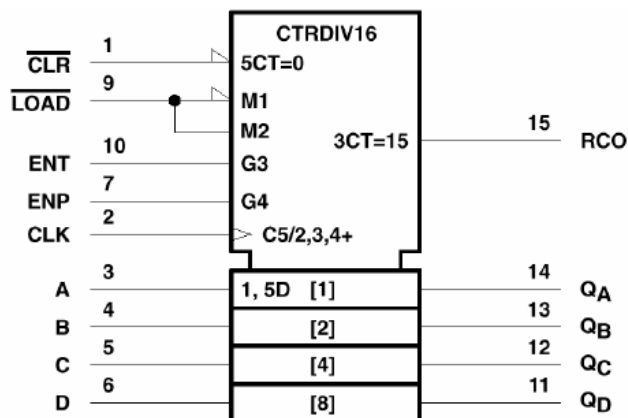 CTRDIV16
CLR 1 5CT=0
LOAD 9 M1
M2
3CT=15 15 RCO
ENT 10 G3
ENP 7 G4
CLK 2 C5/2,3,4+
A 3 1, 5D [1] 14 QA
B 4 [2] 13 QB
C 5 [4] 12 QC
D 6 [8] 11 QD